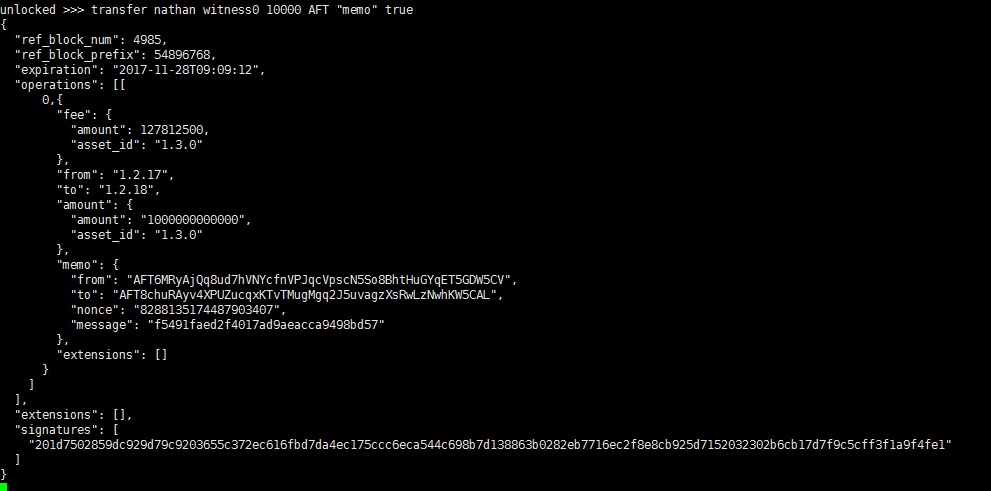 unlocked >>> transfer nathan witness0 10000 AFT "memo" true
{
  "ref_block_num": 4985,
  "ref_block_prefix": 54896768,
  "expiration": "2017-11-28T09:09:12",
  "operations": [[
      0,{
        "fee": {
          "amount": 127812500,
          "asset_id": "1.3.0"
        },
        "from": "1.2.17",
        "to": "1.2.18",
        "amount": {
          "amount": "1000000000000",
          "asset_id": "1.3.0"
        },
        "memo": {
          "from": "AFT6MRyAjQq8ud7hVNYcfnVPJqcVpscN5So8BhtHuGYqET5GDW5CV",
          "to": "AFT8chuRAyv4XPUZucqxKTvTMugMgq2J5uvagzXsRwLzNwhKW5CAL",
          "nonce": "8288135174487903407",
          "message": "f5491faed2f4017ad9aeacca9498bd57"
        },
        "extensions": []
      }
    ]
  ],
  "extensions": [],
  "signatures": [
    "201d7502859dc929d79c9203655c372ec616fbd7da4ec175ccc6eca544c698b7d138863b0282eb7716ec2f8e8cb925d7152032302b6cb17d7f9c5cff3f1a9f4fe1"
  ]
}